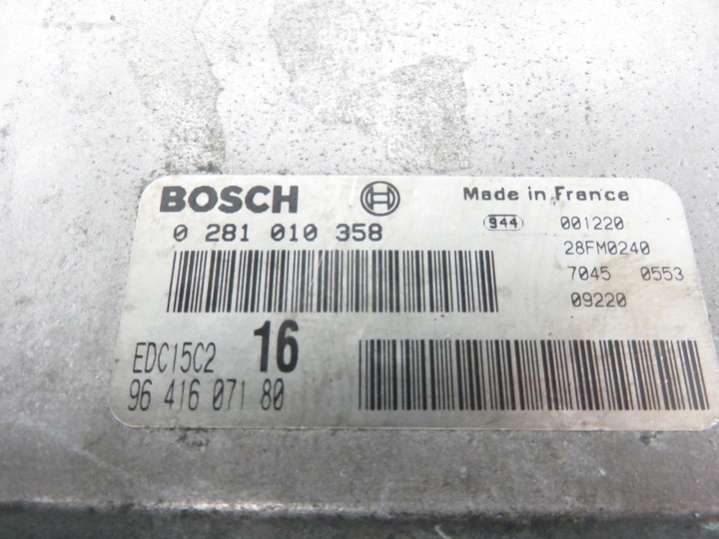 BOSCH
Made in France
0 281 010 358
944 001220
28FM0240
7045 0553
09220
EDC15C2 16
96 416 071 80